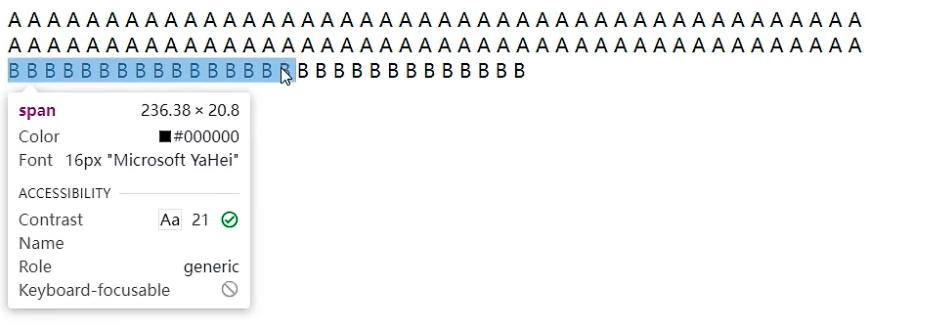 A A A A A A A A A A A A A A A A A A A A A A A A A A A A A A A A A A A A A A A A A A A A
A A A A A A A A A A A A A A A A A A A A A A A A A A A A A A A A A A A A A A A A A A A A
B B B B B B B B B B B B B B B B B B B B B B B B B B B B B
span 236.38 × 20.8
Color #000000
Font 16px "Microsoft YaHei"
ACCESSIBILITY
Contrast Aa 21
Name
Role generic
Keyboard-focusable